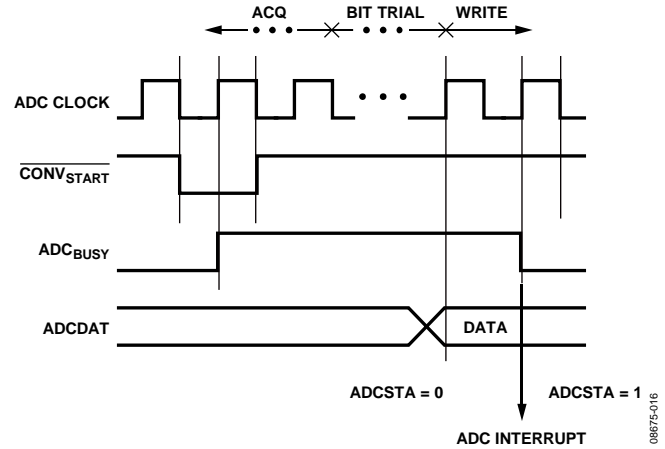 ACQ BIT TRIAL WRITE
ADC CLOCK
CONVSTART
ADCBUSY
ADCDAT DATA
ADCSTA = 0 ADCSTA = 1
ADC INTERRUPT
08675-016